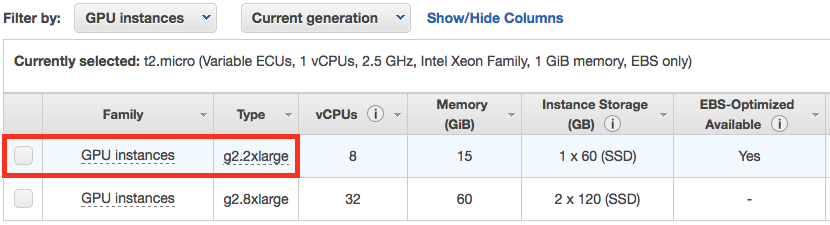 Filter by: GPU instances Current generation Show/Hide Columns
Currently selected: t2.micro (Variable ECUs, 1 vCPUs, 2.5 GHz, Intel Xeon Family, 1 GiB memory, EBS only)
Family Type vCPUs i Memory (GiB) Instance Storage (GB) i EBS-Optimized Available i
GPU instances g2.2xlarge 8 15 1 x 60 (SSD) Yes
GPU instances g2.8xlarge 32 60 2 x 120 (SSD) -